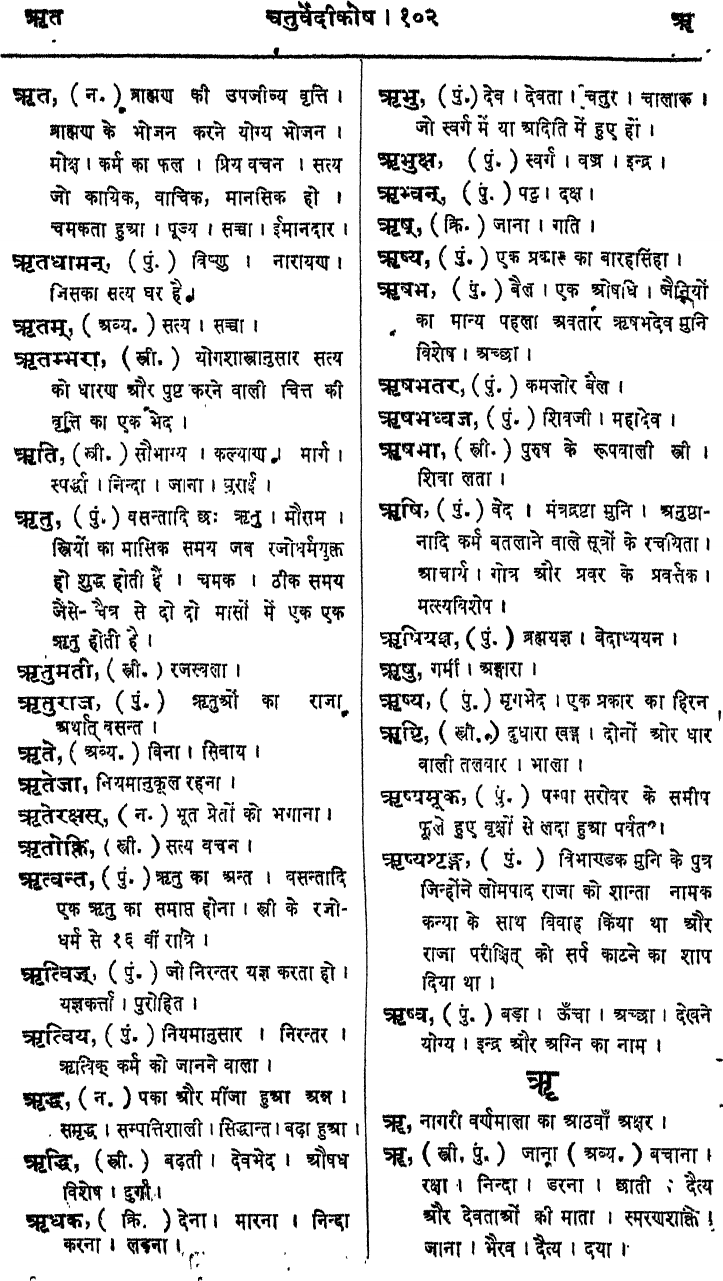 ऋत चतुर्वेदीकोष । १०२ ॠ
ऋत, ( न. ) ब्राह्मण की उपजीव्य वृत्ति ।
ब्राह्मण के भोजन करने योग्य भोजन ।
मोक्ष । कर्म का फल । प्रिय वचन । सत्य
जो कायिक, वाचिक, मानसिक हो ।
चमकता हुआ । पूज्य । सच्चा । ईमानदार ।
ऋतधामन्, ( पुं. ) विष्णु । नारायण ।
जिसका सत्य घर है ।
ऋतम्, ( अव्य. ) सत्य । सच्चा ।
ऋतम्भरा, ( स्त्री. ) योगशास्त्रानुसार सत्य
को धारण और पुष्ट करने वाली चित्त की
वृत्ति का एक भेद ।
ऋति, ( स्त्री. ) सौभाग्य । कल्याण । मार्ग ।
स्पर्द्धा । निन्दा । जाना । बुराई ।
ऋतु, ( पुं. ) वसन्तादि छः ऋतु । मौसम ।
स्त्रियों का मासिक समय जब रजोधर्मयुक्त
हो शुद्ध होती हैं । चमक । ठीक समय
जैसे- चैत्र से दो दो मासों में एक एक
ऋतु होती है ।
ऋतुमती, ( स्त्री. ) रजस्वला ।
ऋतुराज, ( पुं. ) ऋतुओं का राजा
अर्थात् वसन्त ।
ऋते, ( अव्य. ) विना । सिवाय ।
ऋतेजा, नियमानुकूल रहना ।
ऋतेरक्षस्, ( न. ) भूत प्रेतों को भगाना ।
ऋतोक्ति, ( स्त्री. ) सत्य वचन ।
ऋत्वन्त, ( पुं. ) ऋतु का अन्त । वसन्तादि
एक ऋतु का समाप्त होना । स्त्री के रजो-
धर्म से १६ वीं रात्रि ।
ऋत्विज्, ( पुं. ) जो निरन्तर यज्ञ करता हो ।
यज्ञकर्त्ता । पुरोहित ।
ऋत्विय, ( पुं. ) नियमानुसार । निरन्तर ।
ऋत्विक् कर्म को जानने वाला ।
ऋद्ध, ( न. ) पका और मींजा हुआ अन्न ।
समृद्ध । सम्पत्तिशाली । सिद्धान्त । बढ़ा हुआ ।
ऋद्धि, ( स्त्री. ) बढ़ती । देवभेद । औषध
विशेष । दुर्गा ।
ऋधक, ( क्रि. ) देना । मारना । निन्दा
करना । लड़ना ।
ऋभु, ( पुं. ) देव । देवता । चतुर । चालाक ।
जो स्वर्ग में या अदिति में हुए हों ।
ऋभुक्ष, ( पुं. ) स्वर्ग । वज्र । इन्द्र ।
ऋभ्वन्, ( पुं. ) पटु । दक्ष ।
ऋष्, ( क्रि. ) जाना । गति ।
ऋष्य, ( पुं. ) एक प्रकार का बारहसिंहा ।
ऋषभ, ( पुं. ) बैल । एक ओषधि । जैनियों
का मान्य पहला अवतार ऋषभदेव मुनि
विशेष । अच्छा ।
ऋषभतर, ( पुं. ) कमजोर बैल ।
ऋषभध्वज, ( पुं. ) शिवजी । महादेव ।
ऋषभा, ( स्त्री. ) पुरुष के रूपवाली स्त्री ।
शिवा लता ।
ऋषि, ( पुं. ) वेद । मंत्रद्रष्टा मुनि । अनुष्ठा-
नादि कर्म बतलाने वाले सूत्रों के रचयिता ।
आचार्य । गोत्र और प्रवर के प्रवर्त्तक ।
मत्स्यविशेष ।
ऋषियज्ञ, ( पुं. ) ब्रह्मयज्ञ । वेदाध्ययन ।
ऋषु, गर्मी । अङ्गारा ।
ऋष्य, ( पुं. ) मृगभेद । एक प्रकार का हिरन
ऋष्टि, ( स्त्री. ) दुधारा खड्ग । दोनों ओर धार
वाली तलवार । भाला ।
ऋष्यमूक, ( पुं. ) पम्पा सरोवर के समीप
फूले हुए वृक्षों से लदा हुआ पर्वत ।
ऋष्यशृङ्ग, ( पुं. ) विभाण्डक मुनि के पुत्र
जिन्होंने लोमपाद राजा को शान्ता नामक
कन्या के साथ विवाह किया था और
राजा परीक्षित् को सर्प काटने का शाप
दिया था ।
ऋष्व, ( पुं. ) बड़ा । ऊँचा । अच्छा । देखने
योग्य । इन्द्र और अग्नि का नाम ।
ॠ
ॠ, नागरी वर्णमाला का आठवाँ अक्षर ।
ॠ, ( स्त्री. पुं. ) जाना ( अव्य. ) बचाना ।
रक्षा । निन्दा । डरना । छाती । दैत्य
और देवताओं की माता । स्मरणशक्ति ।
जाना । भैरव । दैत्य । दया ।